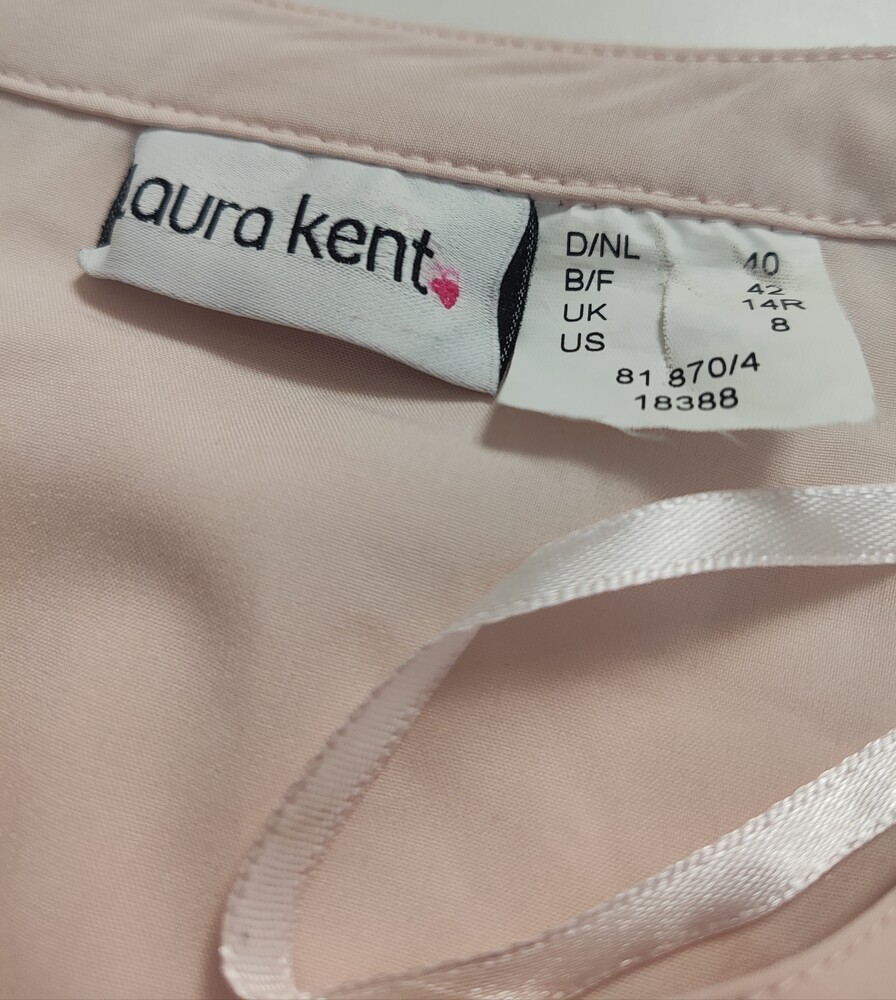 laura kent
D/NL 40
B/F 42
UK 14R
US 8
81 870/4
18388